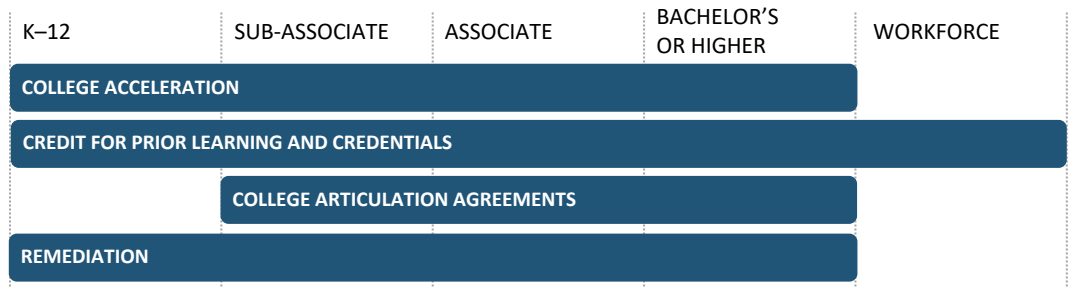 K–12
SUB-ASSOCIATE
ASSOCIATE
BACHELOR’S
OR HIGHER
WORKFORCE
COLLEGE ACCELERATION
CREDIT FOR PRIOR LEARNING AND CREDENTIALS
COLLEGE ARTICULATION AGREEMENTS
REMEDIATION